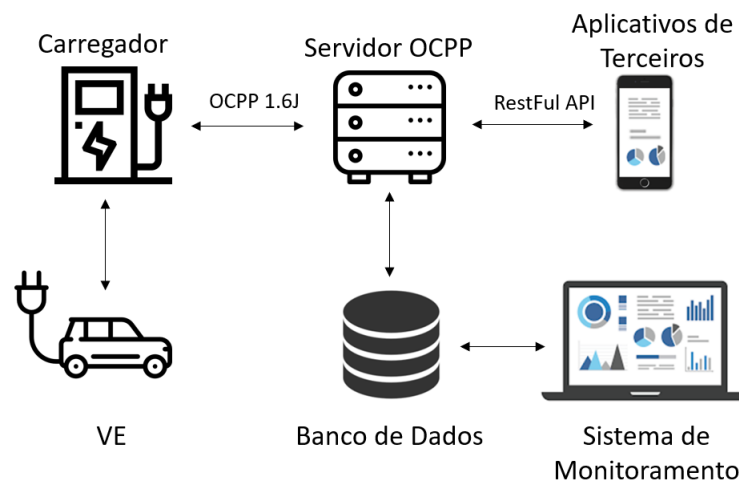 Carregador
Servidor OCPP
Aplicativos de
Terceiros
OCPP 1.6J
RestFul API
VE
Banco de Dados
Sistema de
Monitoramento